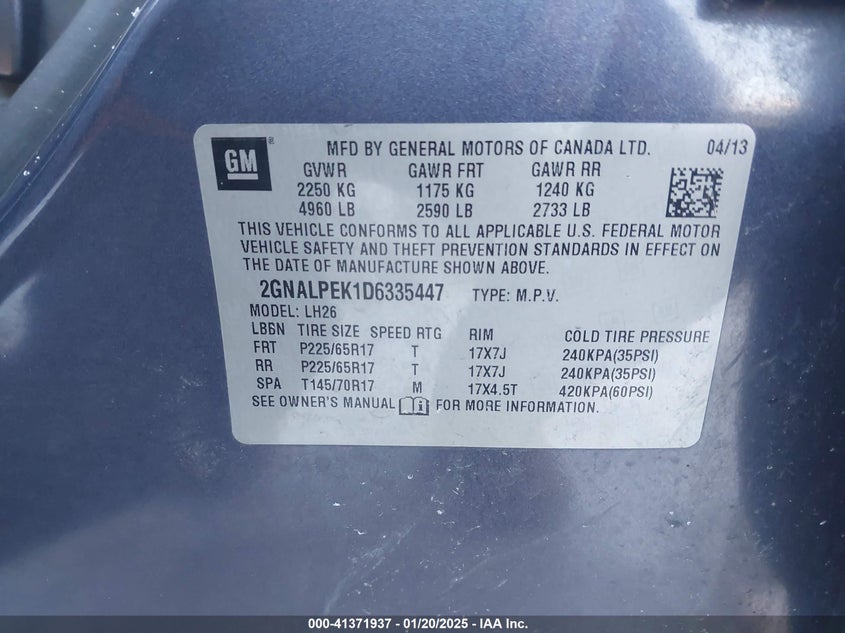 GM ® MFD BY GENERAL MOTORS OF CANADA LTD. 04/13
GVWR GAWR FRT GAWR RR
2250 KG 1175 KG 1240 KG
4960 LB 2590 LB 2733 LB
THIS VEHICLE CONFORMS TO ALL APPLICABLE U.S. FEDERAL MOTOR
VEHICLE SAFETY AND THEFT PREVENTION STANDARDS IN EFFECT ON
THE DATE OF MANUFACTURE SHOWN ABOVE.
2GNALPEK1D6335447 TYPE: M.P.V.
MODEL: LH26
LB6N TIRE SIZE SPEED RTG RIM COLD TIRE PRESSURE
FRT P225/65R17 T 17X7J 240KPA(35PSI)
RR P225/65R17 T 17X7J 240KPA(35PSI)
SPA T145/70R17 M 17X4.5T 420KPA(60PSI)
SEE OWNER'S MANUAL FOR MORE INFORMATION.
000-41371937 - 01/20/2025 - IAA Inc.